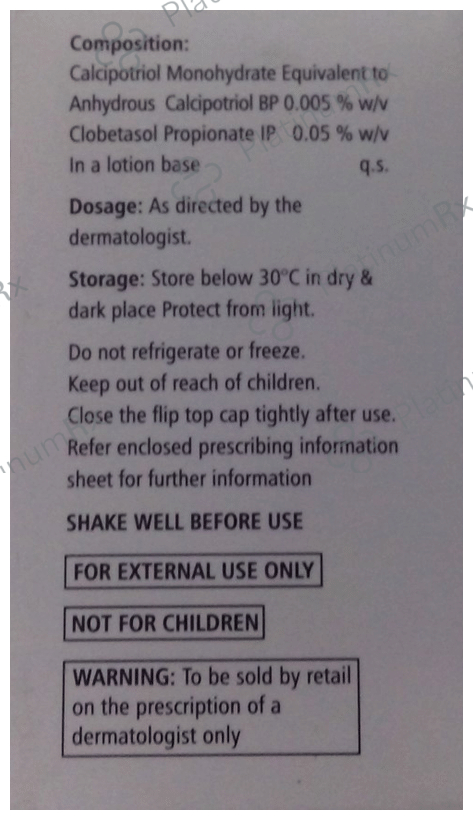 Composition:
Calcipotriol Monohydrate Equivalent to
Anhydrous Calcipotriol BP 0.005 % w/v
Clobetasol Propionate IP 0.05 % w/v
In a lotion base q.s.
Dosage: As directed by the
dermatologist.
Storage: Store below 30°C in dry &
dark place Protect from light.
Do not refrigerate or freeze.
Keep out of reach of children.
Close the flip top cap tightly after use.
Refer enclosed prescribing information
sheet for further information
SHAKE WELL BEFORE USE
FOR EXTERNAL USE ONLY
NOT FOR CHILDREN
WARNING: To be sold by retail
on the prescription of a
dermatologist only
PlatinumRx